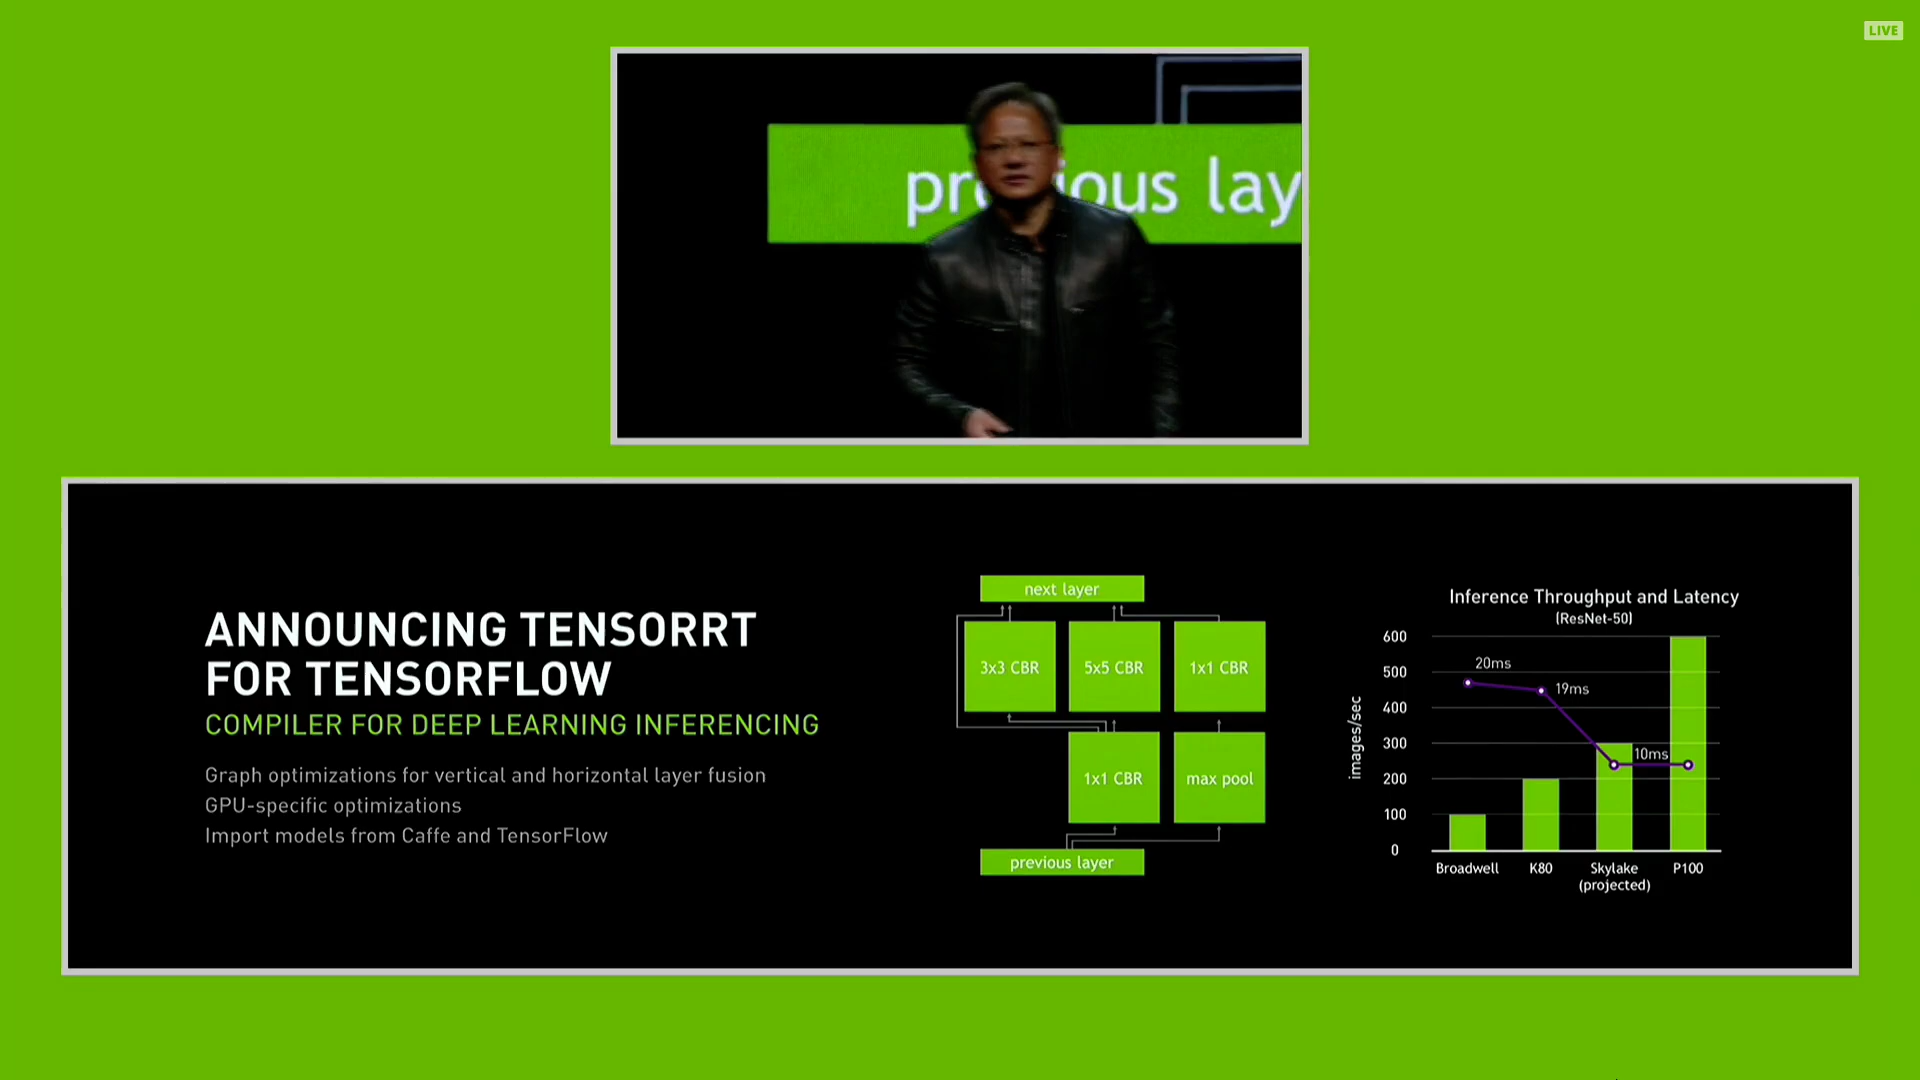 LIVE
previous lay
ANNOUNCING TENSORRT
FOR TENSORFLOW
COMPILER FOR DEEP LEARNING INFERENCING
Graph optimizations for vertical and horizontal layer fusion
GPU-specific optimizations
Import models from Caffe and TensorFlow
next layer
3x3 CBR
5x5 CBR
1x1 CBR
1x1 CBR
max pool
previous layer
Inference Throughput and Latency
(ResNet-50)
images/sec
600
500
400
300
200
100
0
20ms
19ms
10ms
Broadwell
K80
Skylake
(projected)
P100